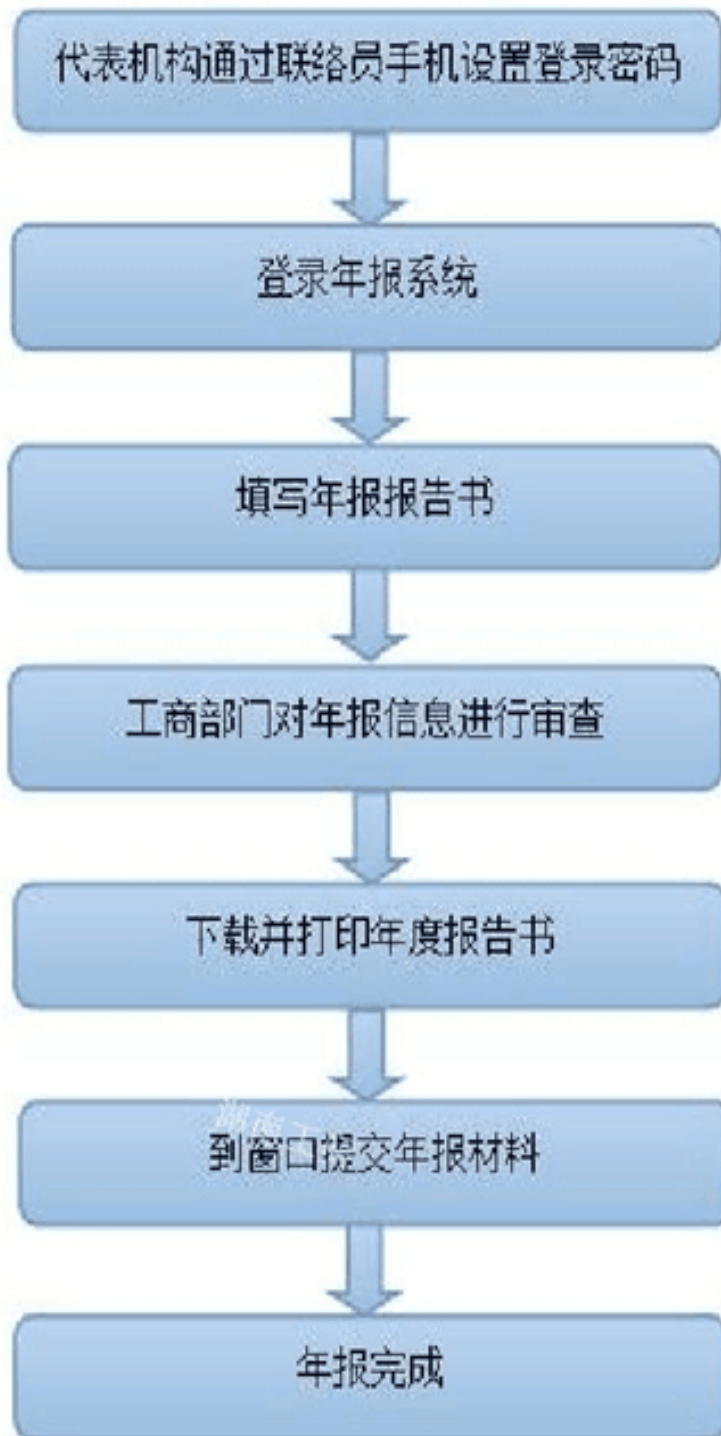 代表机构通过联络员手机设置登录密码
登录年报系统
填写年报报告书
工商部门对年报信息进行审查
下载并打印年度报告书
到窗口提交年报材料
年报完成